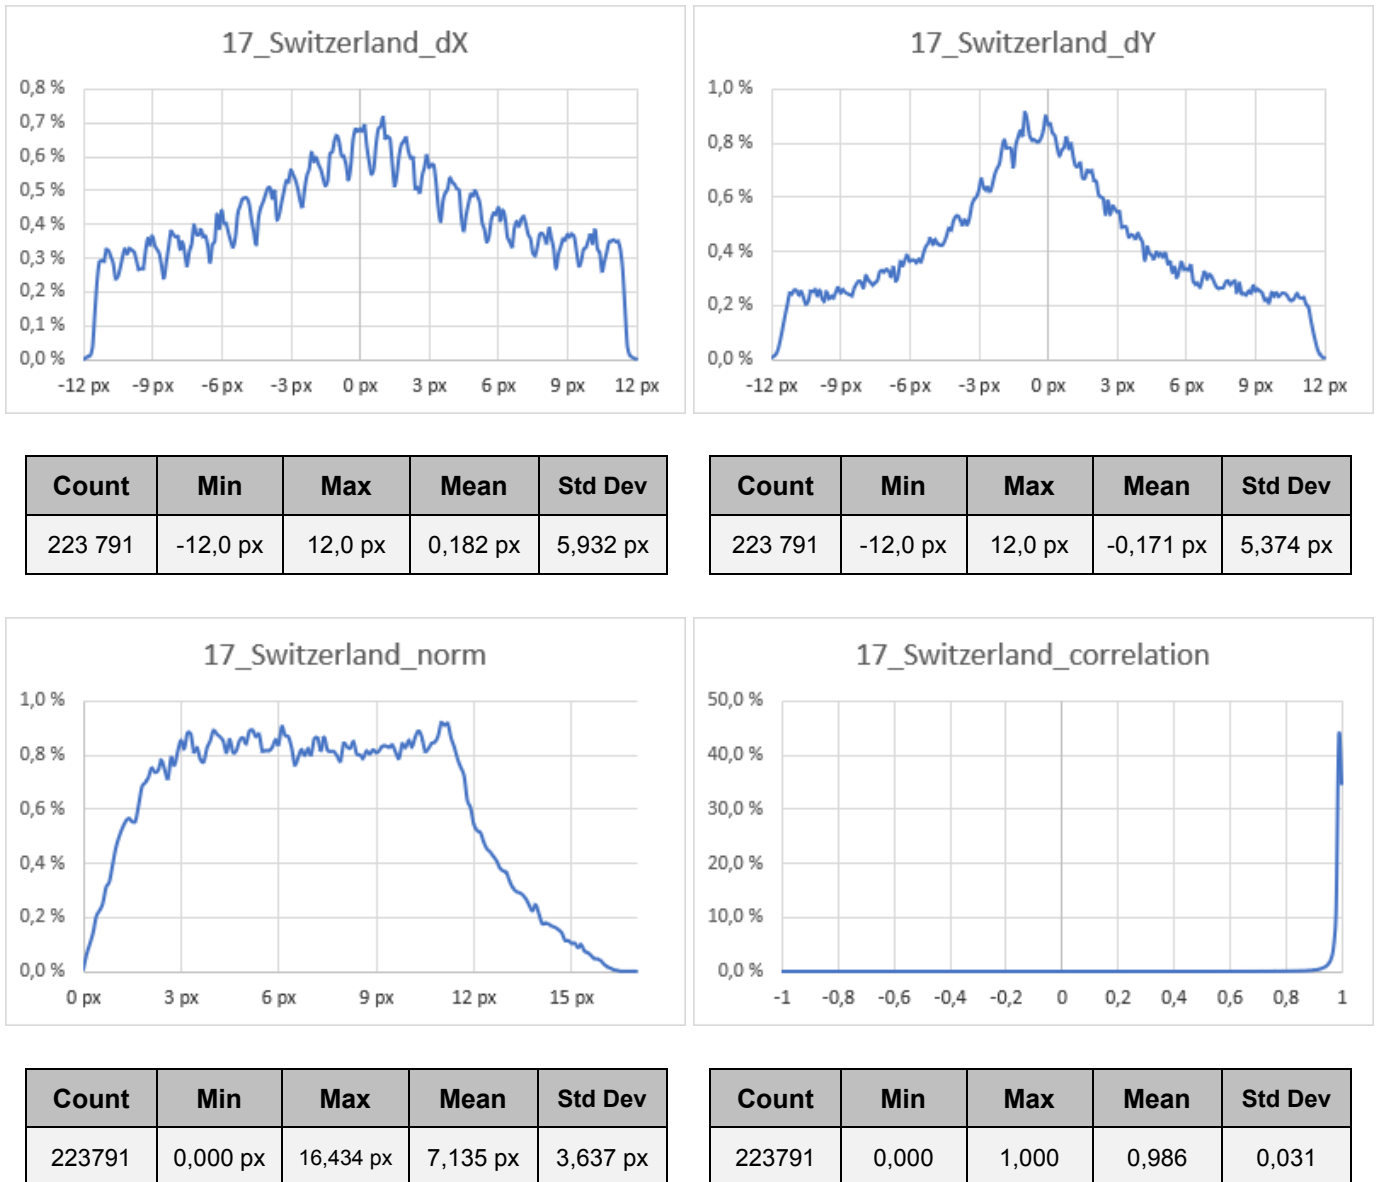 17_Switzerland_dX
0,8 %
0,7 %
0,6 %
0,5 %
0,4 %
0,3 %
0,2 %
0,1 %
0,0 %
-12 px -9 px -6 px -3 px 0 px 3 px 6 px 9 px 12 px
17_Switzerland_dY
1,0 %
0,8 %
0,6 %
0,4 %
0,2 %
0,0 %
-12 px -9 px -6 px -3 px 0 px 3 px 6 px 9 px 12 px
Count Min Max Mean Std Dev
223 791 -12,0 px 12,0 px 0,182 px 5,932 px
Count Min Max Mean Std Dev
223 791 -12,0 px 12,0 px -0,171 px 5,374 px
17_Switzerland_norm
1,0 %
0,8 %
0,6 %
0,4 %
0,2 %
0,0 %
0 px 3 px 6 px 9 px 12 px 15 px
17_Switzerland_correlation
50,0 %
40,0 %
30,0 %
20,0 %
10,0 %
0,0 %
-1 -0,8 -0,6 -0,4 -0,2 0 0,2 0,4 0,6 0,8 1
Count Min Max Mean Std Dev
223791 0,000 px 16,434 px 7,135 px 3,637 px
Count Min Max Mean Std Dev
223791 0,000 1,000 0,986 0,031